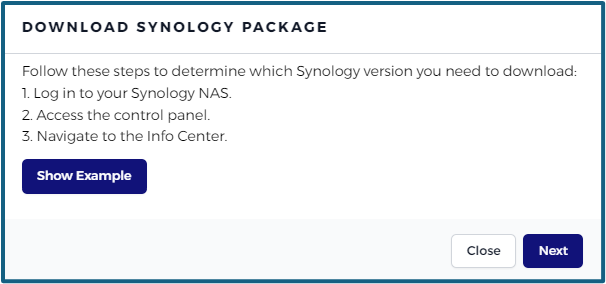 DOWNLOAD SYNOLOGY PACKAGE
Follow these steps to determine which Synology version you need to download:
1. Log in to your Synology NAS.
2. Access the control panel.
3. Navigate to the Info Center.
Show Example
Close
Next